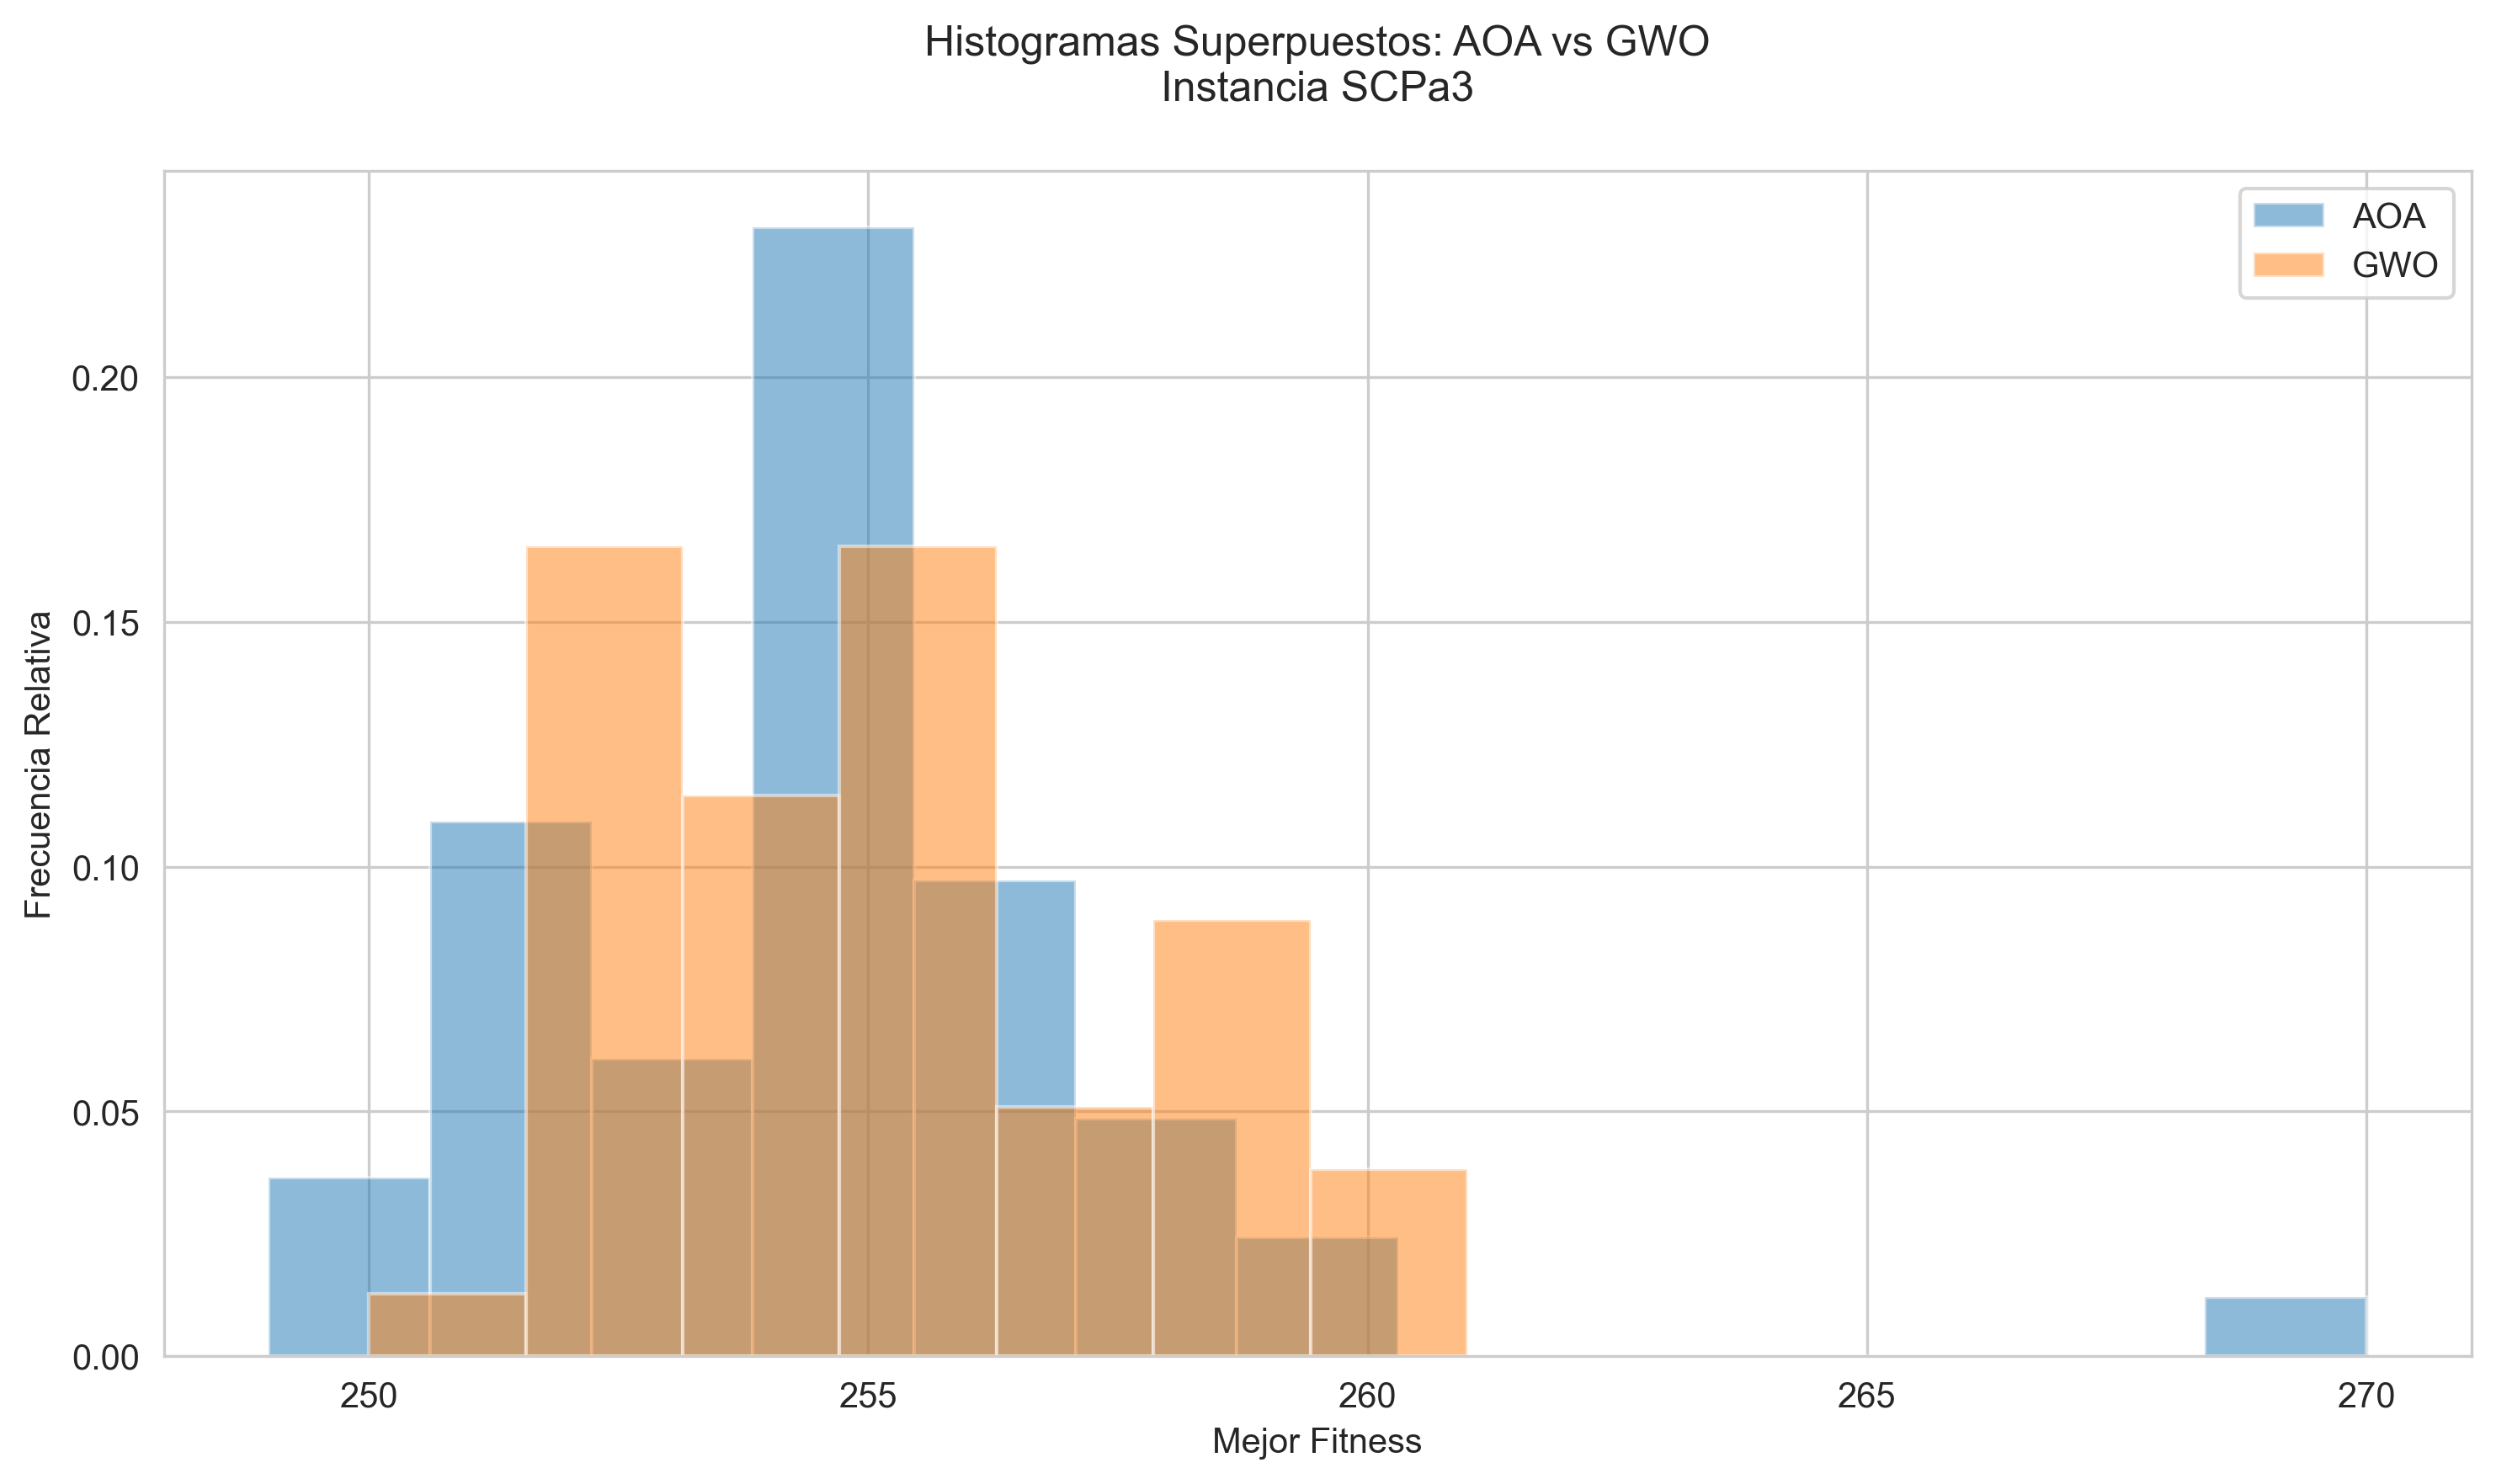 Histogramas Superpuestos: AOA vs GWO
Instancia SCPa3
AOA
GWO
Frecuencia Relativa
0.20
0.15
0.10
0.05
0.00
250 255 260 265 270
Mejor Fitness